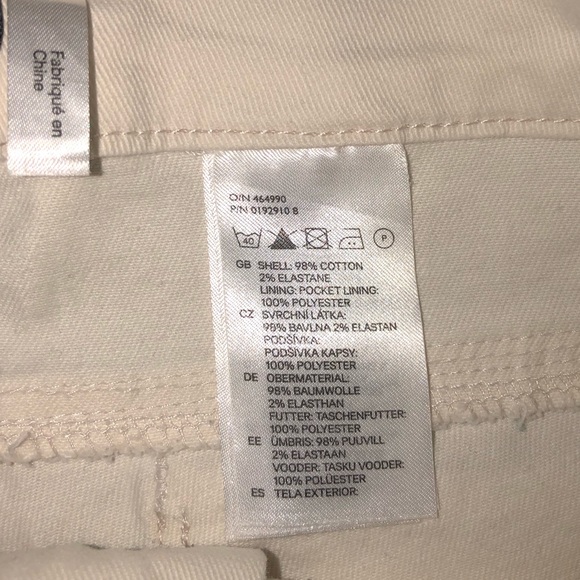 Fabriqué en
Chine
O/N 464990
P/N 0192910 8
40 P
GB SHELL: 98% COTTON
2% ELASTANE
LINING: POCKET LINING:
100% POLYESTER
CZ SVRCHNÍ LÁTKA:
98% BAVLNA 2% ELASTAN
PODŠÍVKA:
PODŠÍVKA KAPSY:
100% POLYESTER
DE OBERMATERIAL:
98% BAUMWOLLE
2% ELASTHAN
FUTTER: TASCHENFUTTER:
100% POLYESTER
EE ÜMBRIS: 98% PUUVILL
2% ELASTAAN
VOODER: TASKU VOODER:
100% POLÜESTER
ES TELA EXTERIOR: